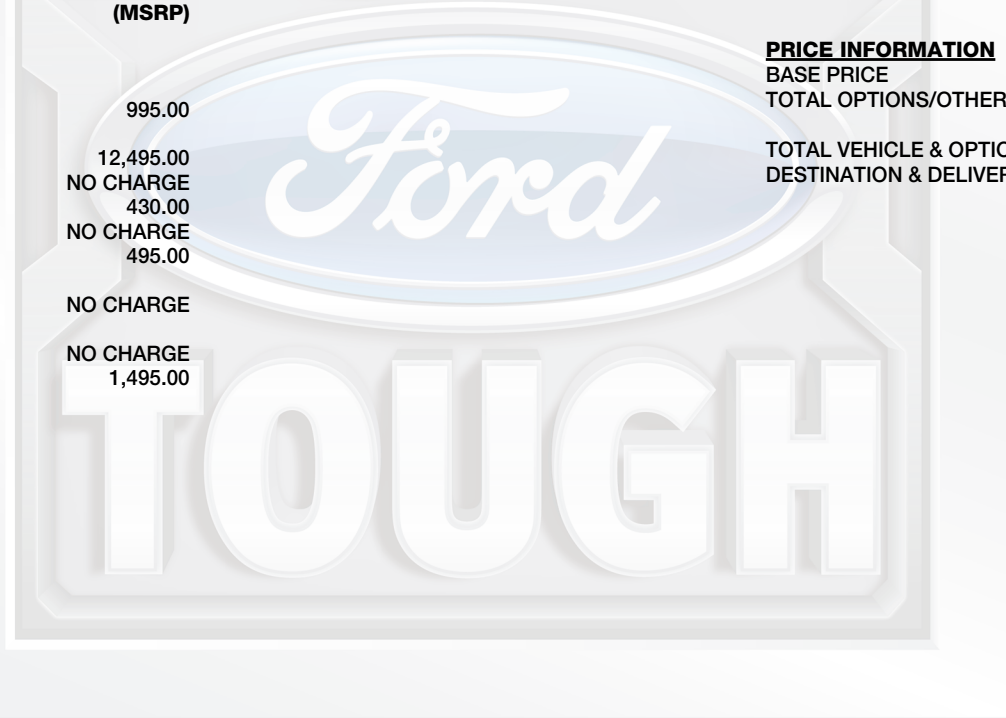 (MSRP)
995.00
12,495.00
NO CHARGE
430.00
NO CHARGE
495.00
NO CHARGE
NO CHARGE
1,495.00
PRICE INFORMATION
BASE PRICE
TOTAL OPTIONS/OTHER
TOTAL VEHICLE & OPTIO
DESTINATION & DELIVER
Ford
TOUGH